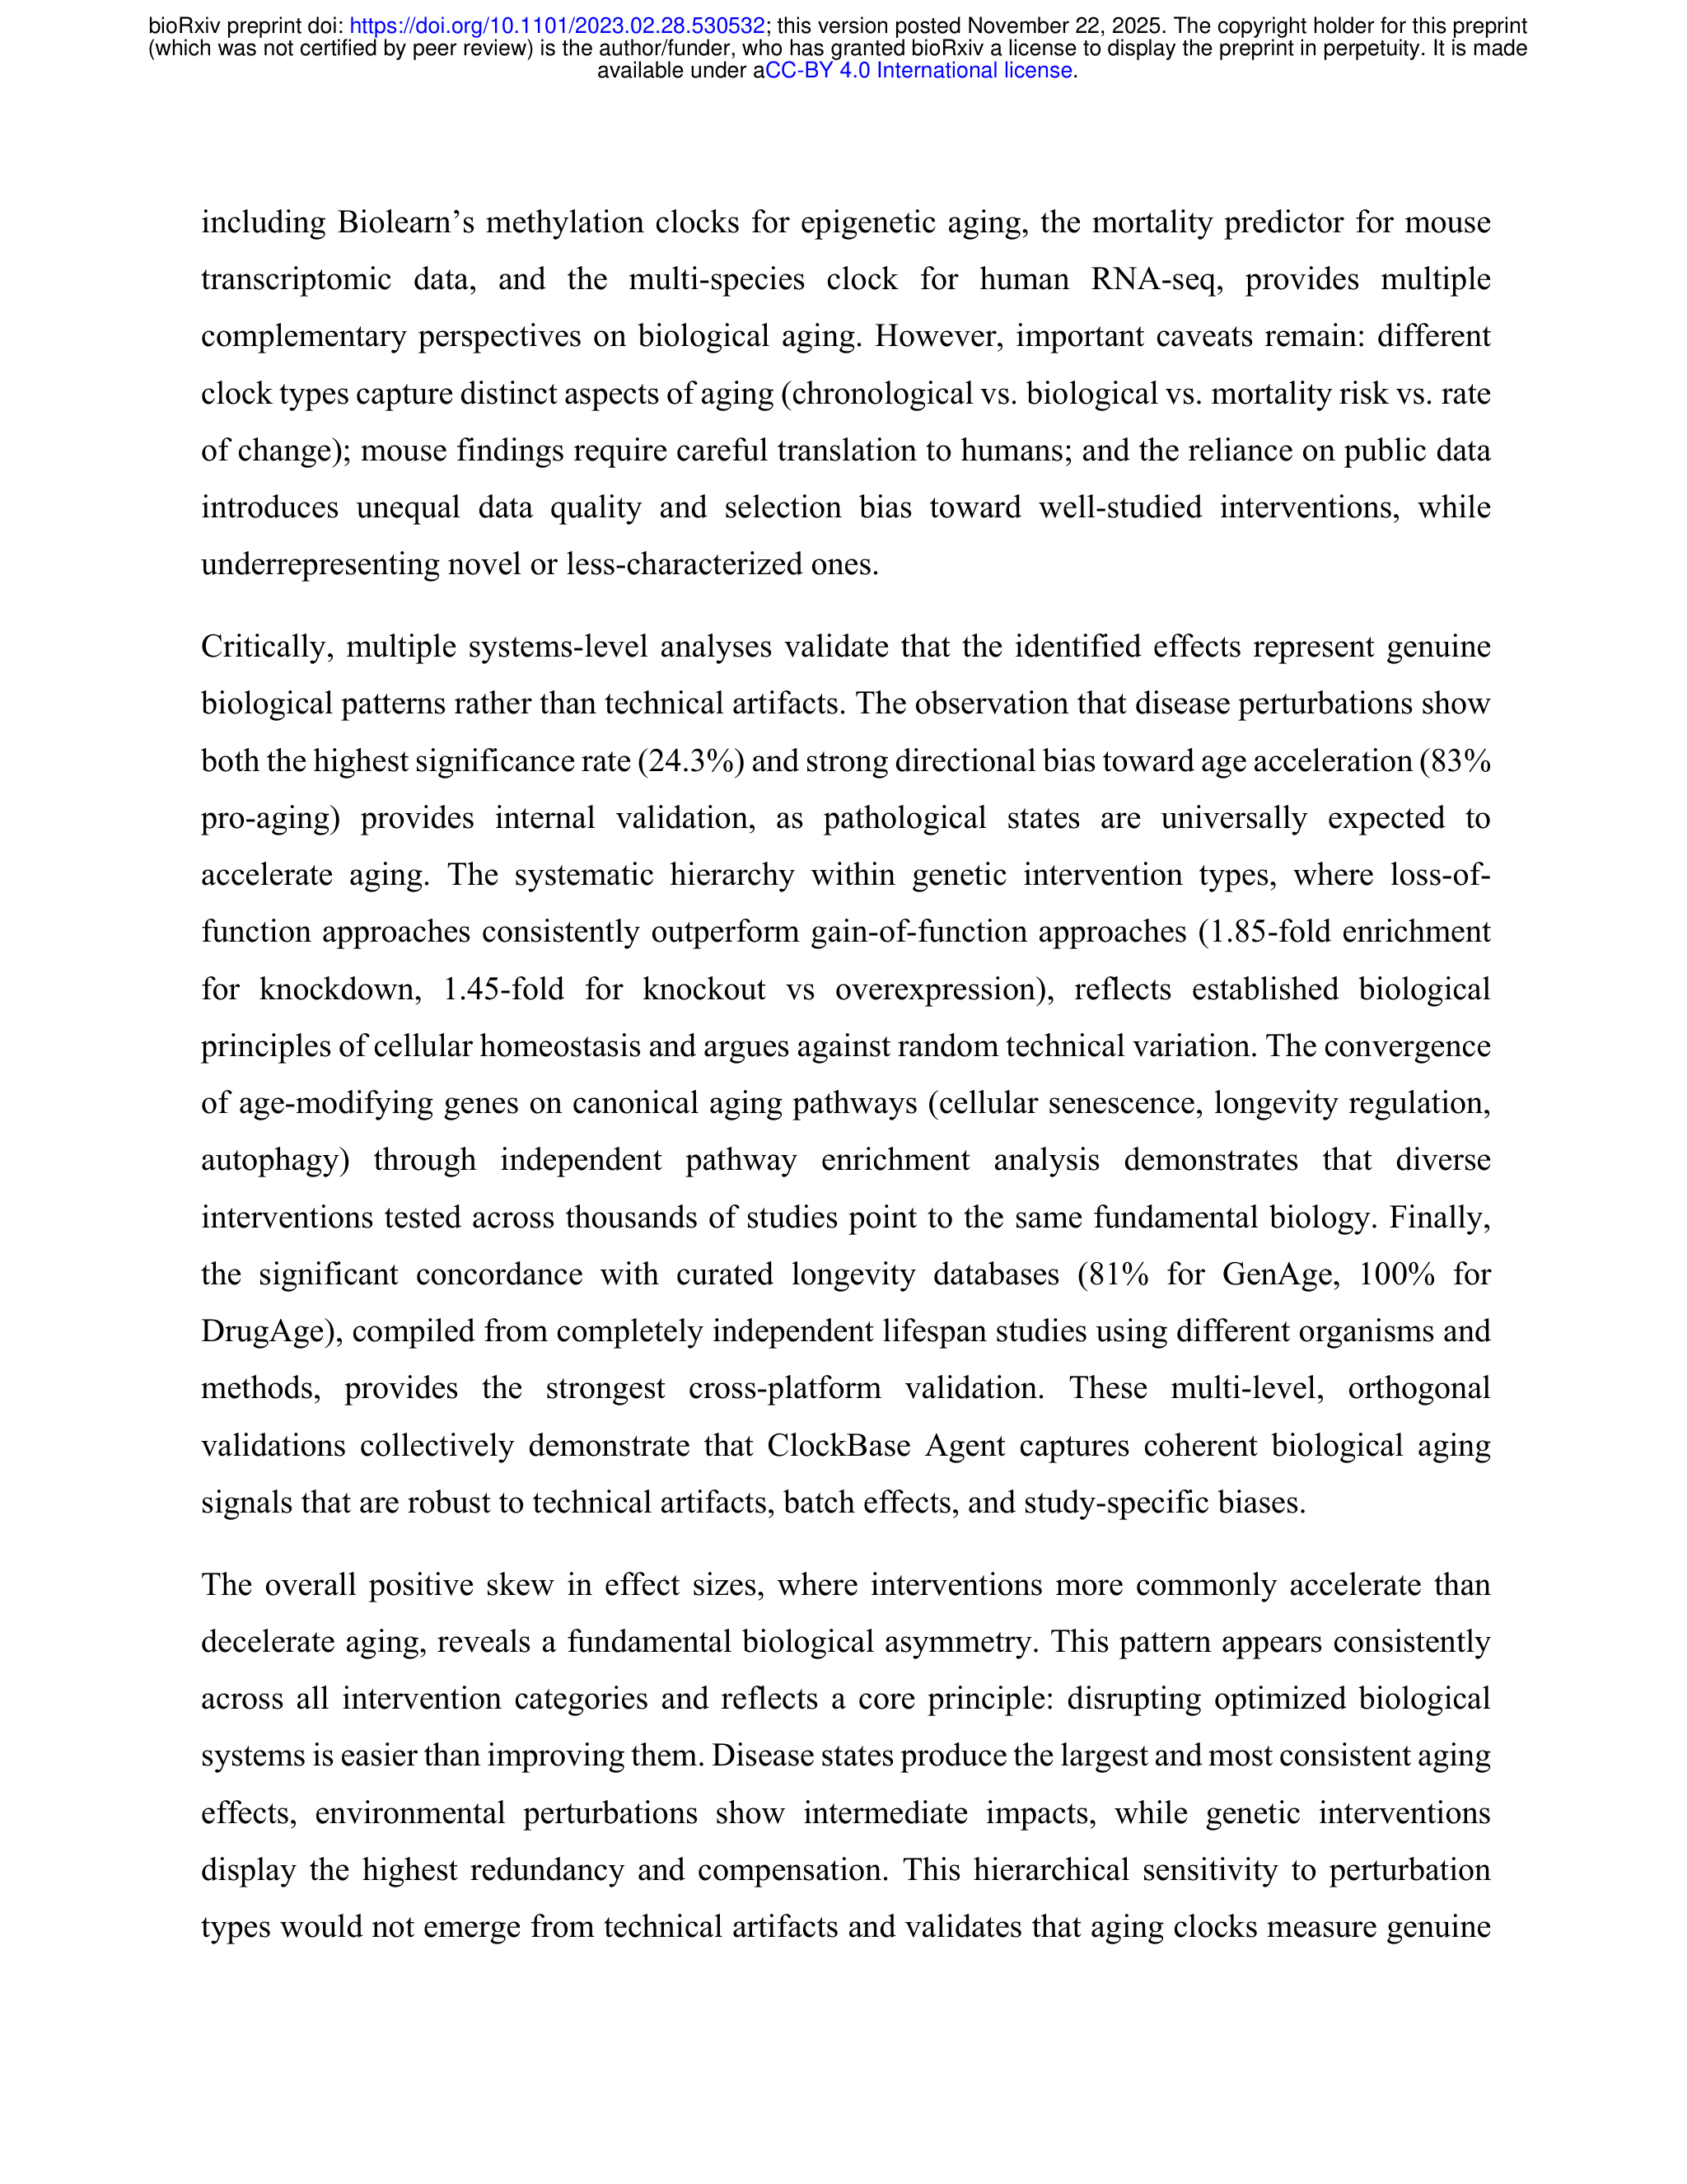 bioRxiv preprint doi: https://doi.org/10.1101/2023.02.28.530532; this version posted November 22, 2025. The copyright holder for this preprint
(which was not certified by peer review) is the author/funder, who has granted bioRxiv a license to display the preprint in perpetuity. It is made
available under aCC-BY 4.0 International license.
including Biolearn’s methylation clocks for epigenetic aging, the mortality predictor for mouse
transcriptomic data, and the multi-species clock for human RNA-seq, provides multiple
complementary perspectives on biological aging. However, important caveats remain: different
clock types capture distinct aspects of aging (chronological vs. biological vs. mortality risk vs. rate
of change); mouse findings require careful translation to humans; and the reliance on public data
introduces unequal data quality and selection bias toward well-studied interventions, while
underrepresenting novel or less-characterized ones.
Critically, multiple systems-level analyses validate that the identified effects represent genuine
biological patterns rather than technical artifacts. The observation that disease perturbations show
both the highest significance rate (24.3%) and strong directional bias toward age acceleration (83%
pro-aging) provides internal validation, as pathological states are universally expected to
accelerate aging. The systematic hierarchy within genetic intervention types, where loss-of-
function approaches consistently outperform gain-of-function approaches (1.85-fold enrichment
for knockdown, 1.45-fold for knockout vs overexpression), reflects established biological
principles of cellular homeostasis and argues against random technical variation. The convergence
of age-modifying genes on canonical aging pathways (cellular senescence, longevity regulation,
autophagy) through independent pathway enrichment analysis demonstrates that diverse
interventions tested across thousands of studies point to the same fundamental biology. Finally,
the significant concordance with curated longevity databases (81% for GenAge, 100% for
DrugAge), compiled from completely independent lifespan studies using different organisms and
methods, provides the strongest cross-platform validation. These multi-level, orthogonal
validations collectively demonstrate that ClockBase Agent captures coherent biological aging
signals that are robust to technical artifacts, batch effects, and study-specific biases.
The overall positive skew in effect sizes, where interventions more commonly accelerate than
decelerate aging, reveals a fundamental biological asymmetry. This pattern appears consistently
across all intervention categories and reflects a core principle: disrupting optimized biological
systems is easier than improving them. Disease states produce the largest and most consistent aging
effects, environmental perturbations show intermediate impacts, while genetic interventions
display the highest redundancy and compensation. This hierarchical sensitivity to perturbation
types would not emerge from technical artifacts and validates that aging clocks measure genuine